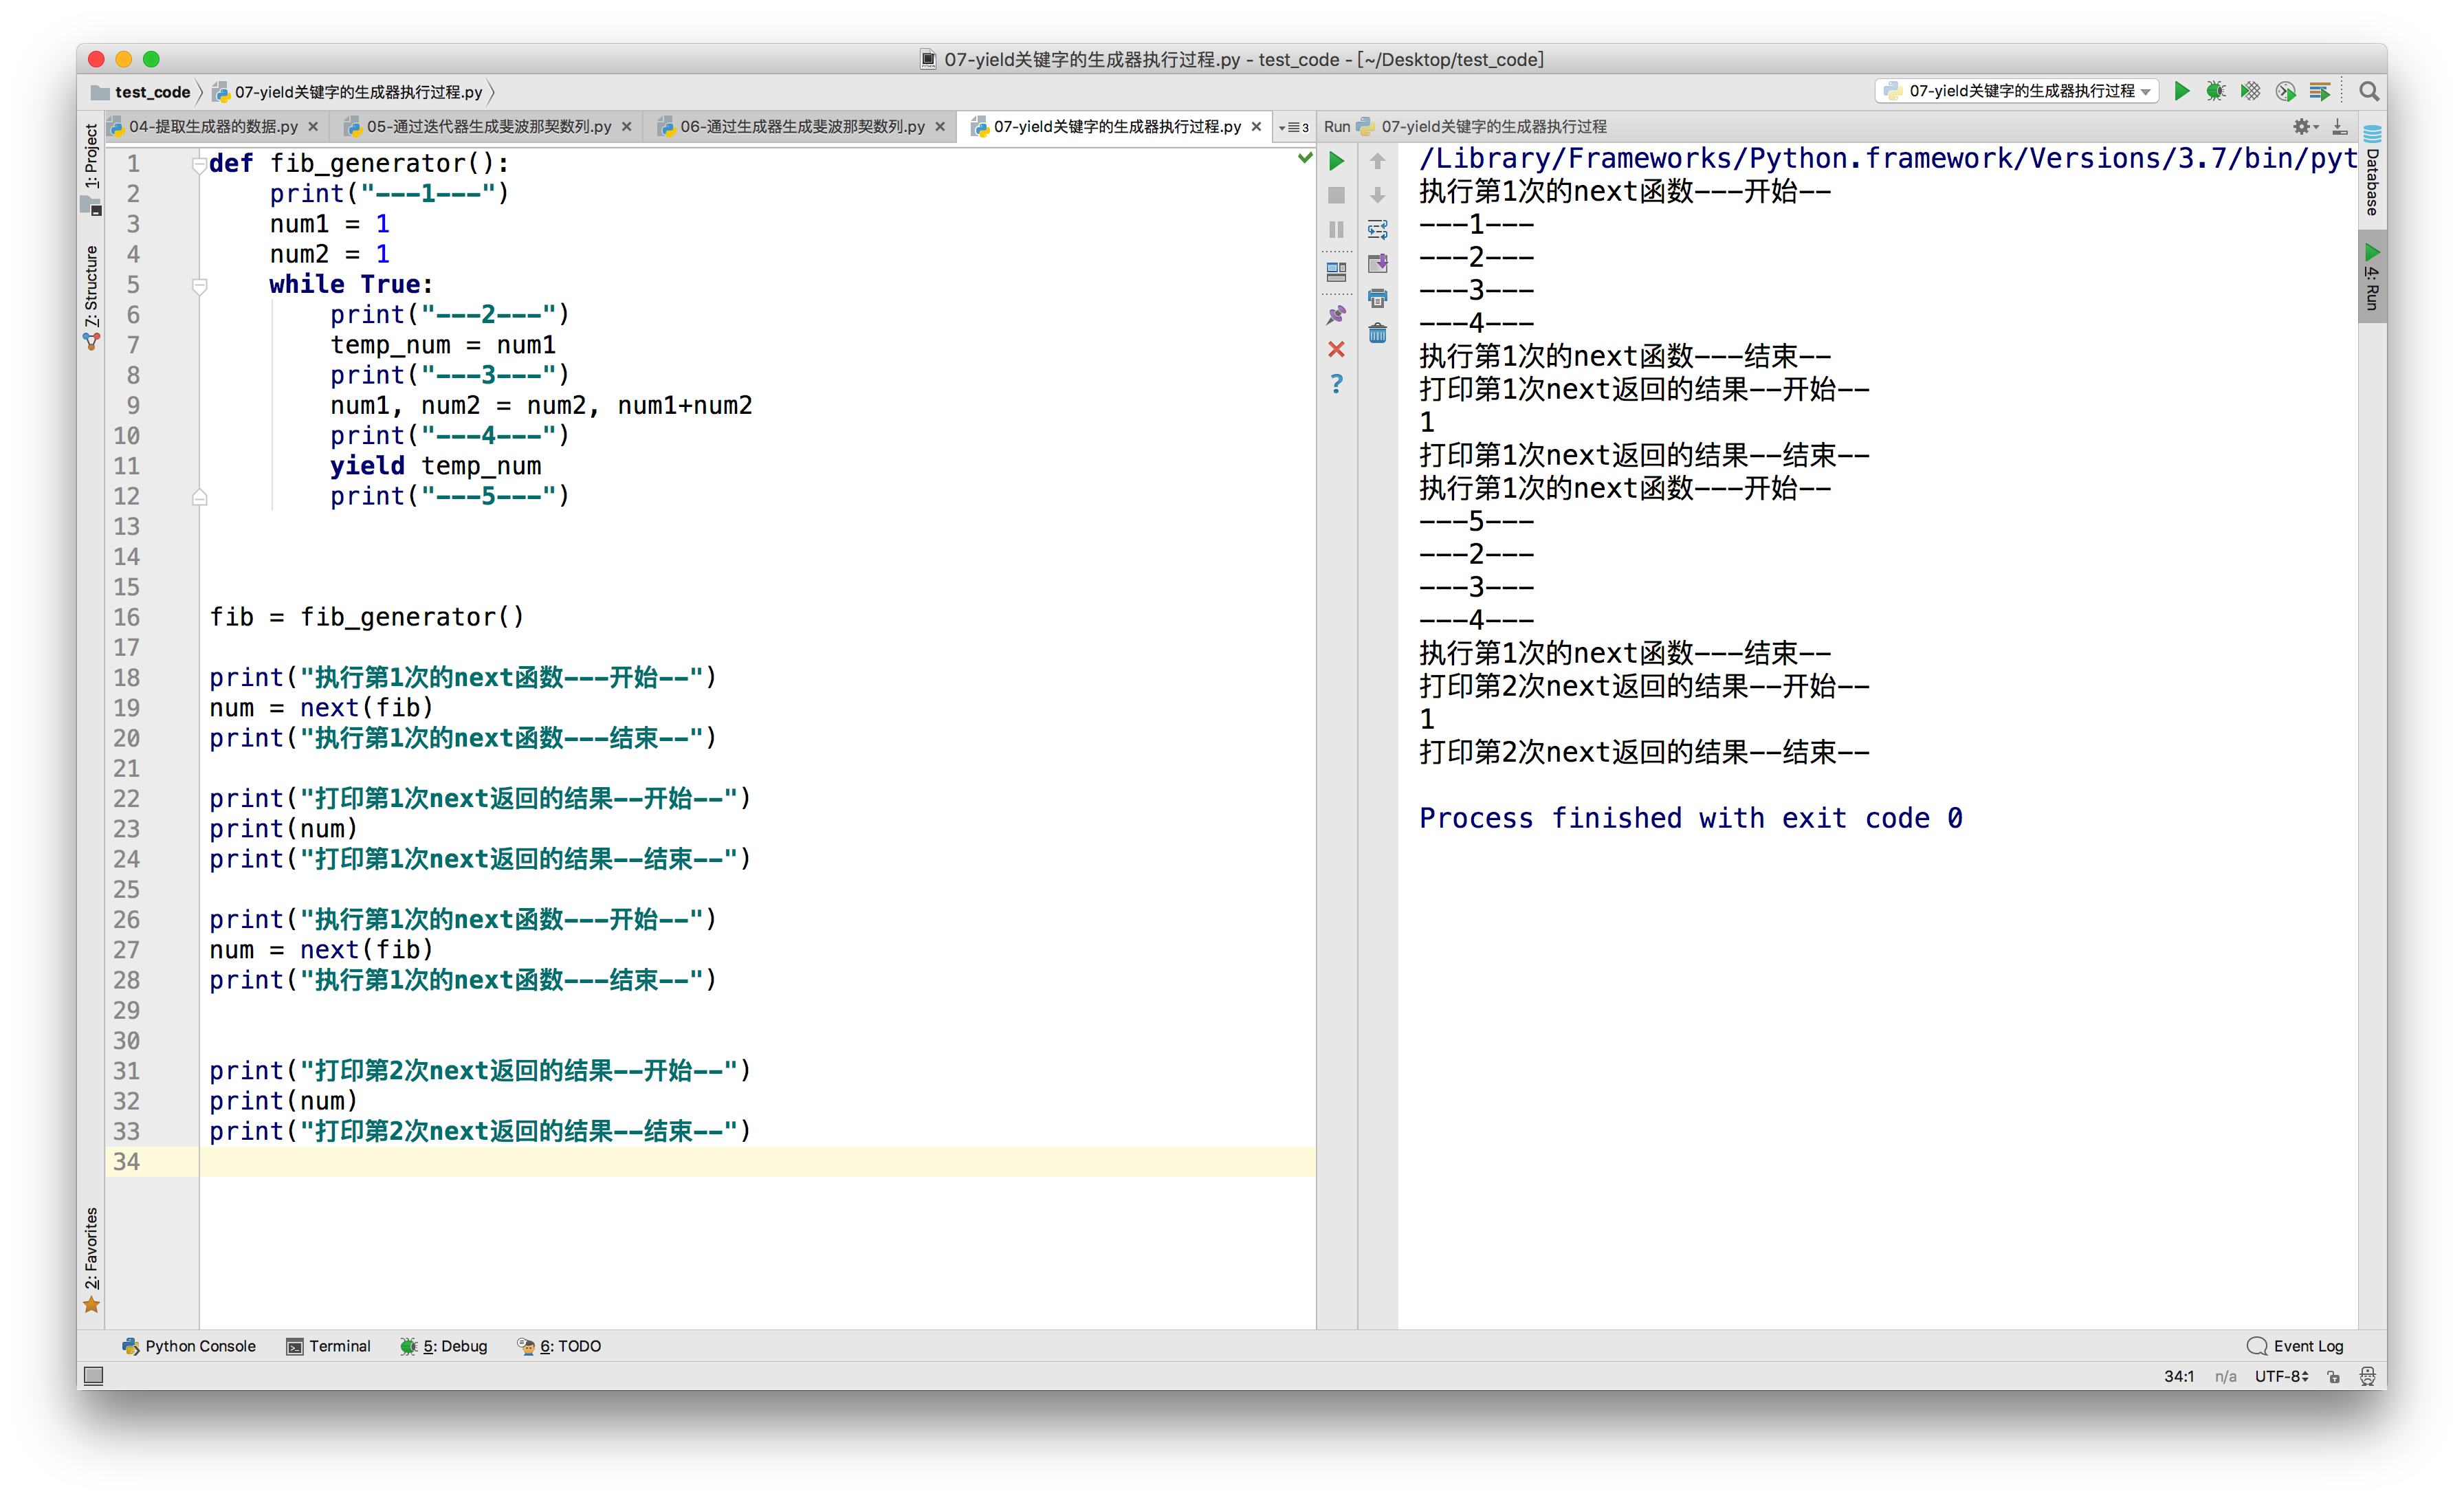 07-yield关键字的生成器执行过程.py - test_code - [~/Desktop/test_code]
test_code 07-yield关键字的生成器执行过程.py
07-yield关键字的生成器执行过程
04-提取生成器的数据.py
05-通过迭代器生成斐波那契数列.py
06-通过生成器生成斐波那契数列.py
07-yield关键字的生成器执行过程.py
3
Run 07-yield关键字的生成器执行过程
1: Project
7: Structure
2: Favorites
1 def fib_generator():
2 print("---1---")
3 num1 = 1
4 num2 = 1
5 while True:
6 print("---2---")
7 temp_num = num1
8 print("---3---")
9 num1, num2 = num2, num1+num2
10 print("---4---")
11 yield temp_num
12 print("---5---")
13
14
15
16 fib = fib_generator()
17
18 print("执行第1次的next函数---开始--")
19 num = next(fib)
20 print("执行第1次的next函数---结束--")
21
22 print("打印第1次next返回的结果--开始--")
23 print(num)
24 print("打印第1次next返回的结果--结束--")
25
26 print("执行第1次的next函数---开始--")
27 num = next(fib)
28 print("执行第1次的next函数---结束--")
29
30
31 print("打印第2次next返回的结果--开始--")
32 print(num)
33 print("打印第2次next返回的结果--结束--")
34
/Library/Frameworks/Python.framework/Versions/3.7/bin/pyt
执行第1次的next函数---开始--
---1---
---2---
---3---
---4---
执行第1次的next函数---结束--
打印第1次next返回的结果--开始--
1
打印第1次next返回的结果--结束--
执行第1次的next函数---开始--
---5---
---2---
---3---
---4---
执行第1次的next函数---结束--
打印第2次next返回的结果--开始--
1
打印第2次next返回的结果--结束--
Process finished with exit code 0
Database
4: Run
Python Console Terminal 5: Debug 6: TODO
Event Log
34:1 n/a UTF-8